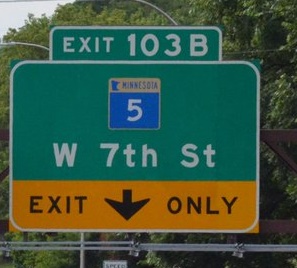 EXIT 103B
MINNESOTA
5
W 7th St
EXIT ONLY